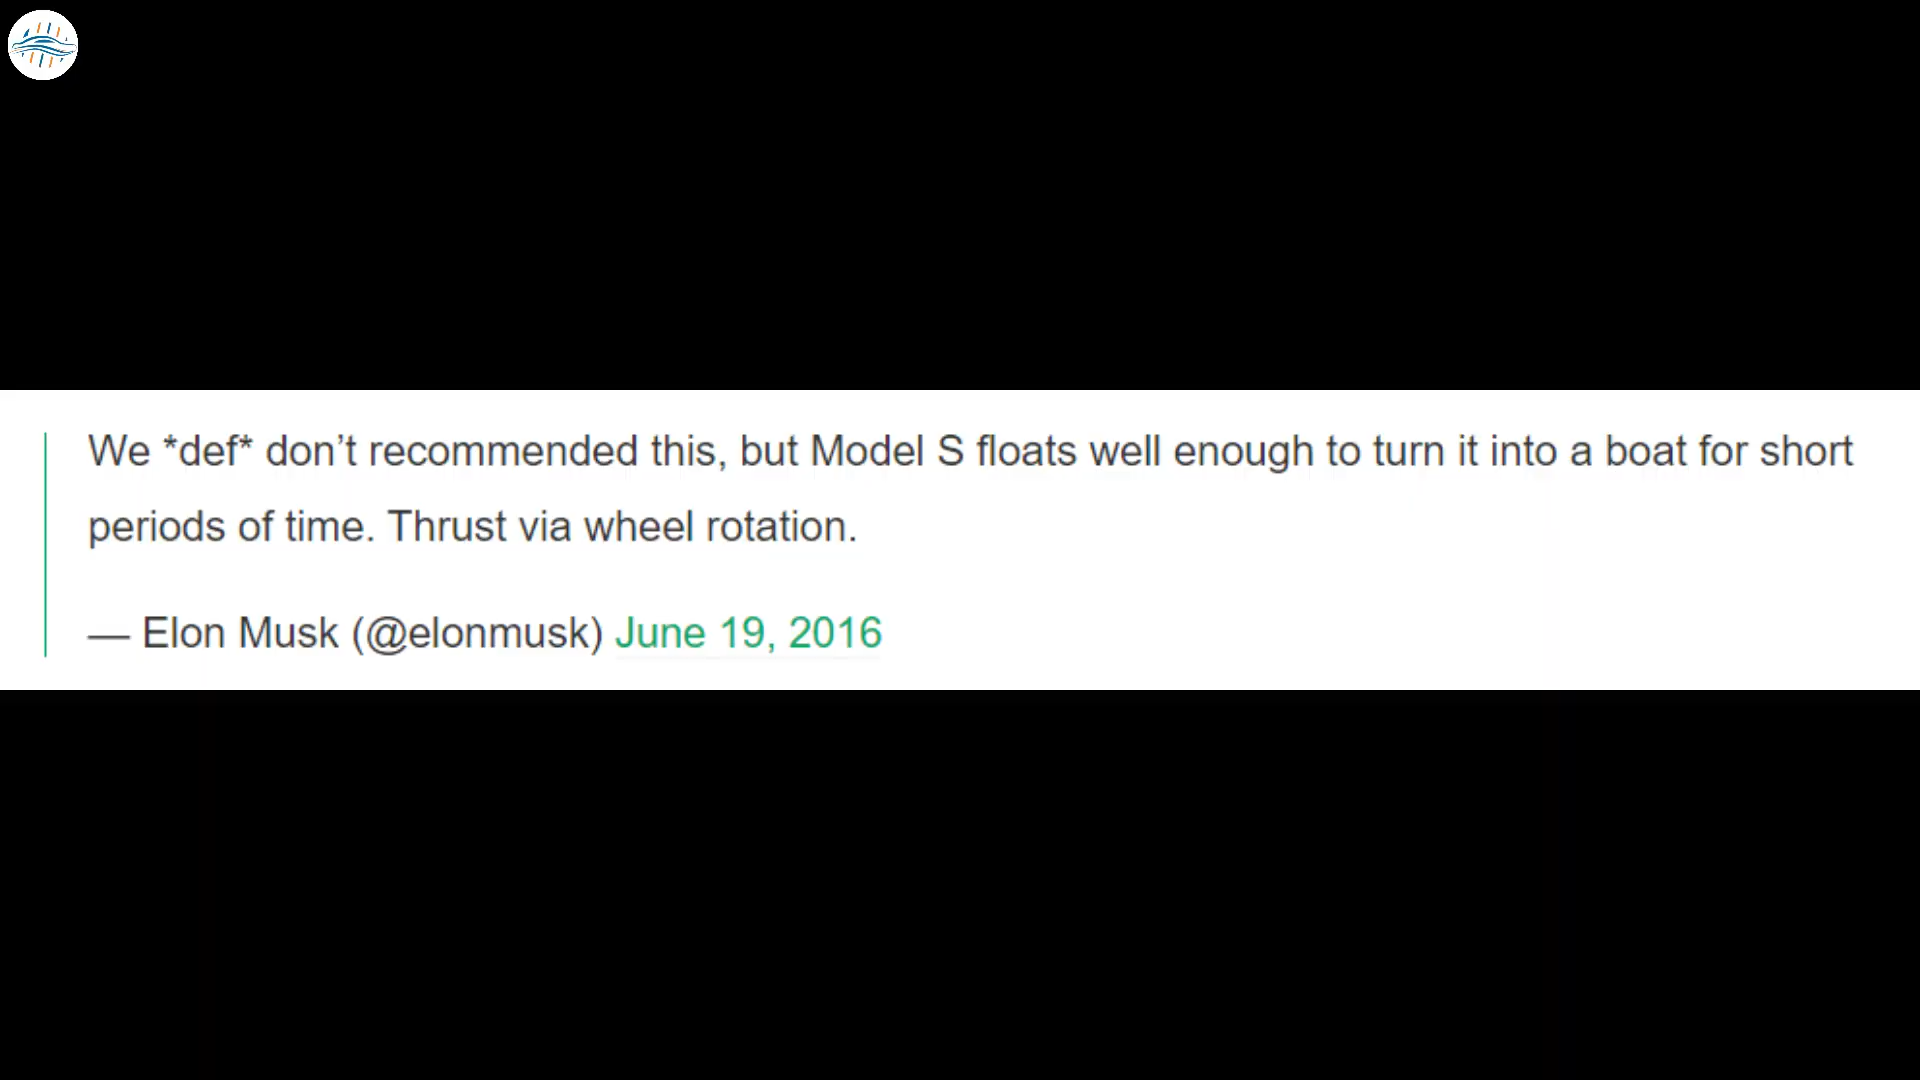 We *def* don’t recommended this, but Model S floats well enough to turn it into a boat for short
periods of time. Thrust via wheel rotation.
— Elon Musk (@elonmusk) June 19, 2016